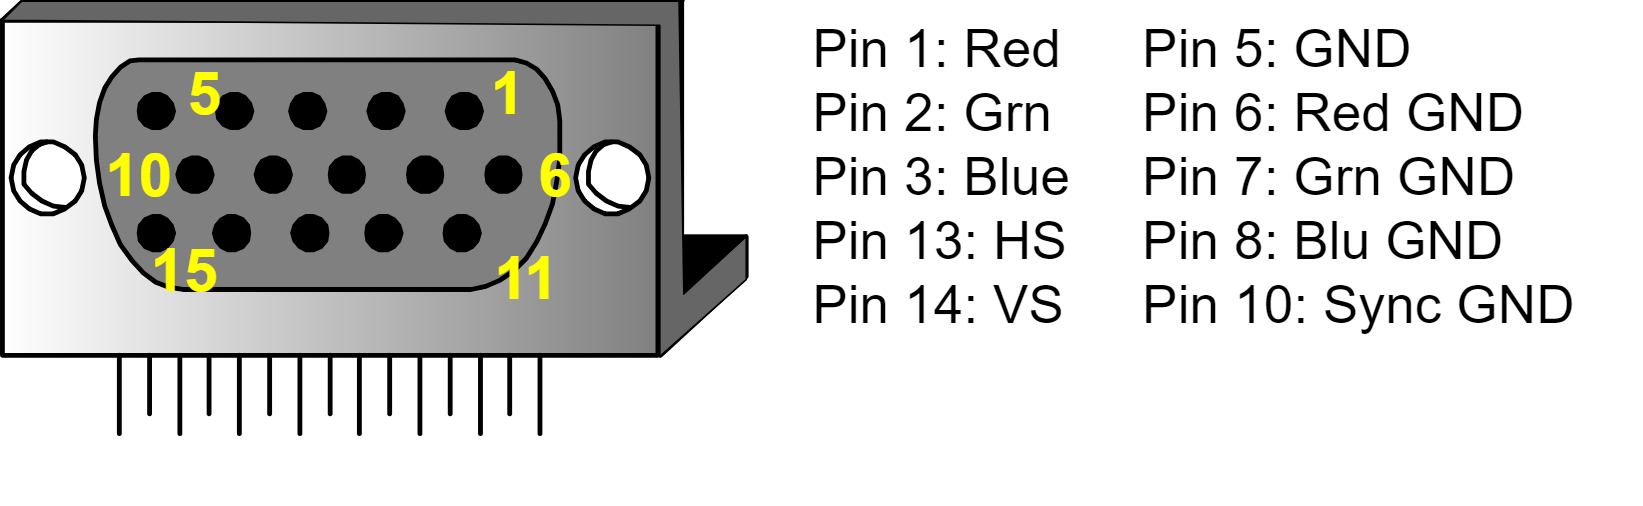 5 1
10 6
15 11
Pin 1: Red
Pin 2: Grn
Pin 3: Blue
Pin 13: HS
Pin 14: VS
Pin 5: GND
Pin 6: Red GND
Pin 7: Grn GND
Pin 8: Blu GND
Pin 10: Sync GND